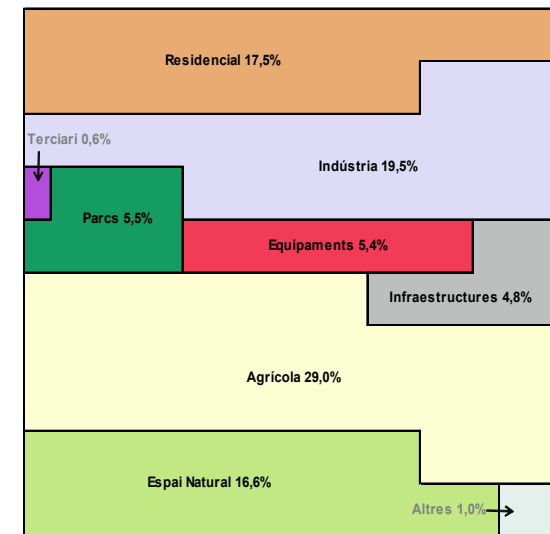 Residencial 17,5%
Terciari 0,6%
Indústria 19,5%
Parcs 5,5%
Equipaments 5,4%
Infraestructures 4,8%
Agrícola 29,0%
Espai Natural 16,6%
Altres 1,0%